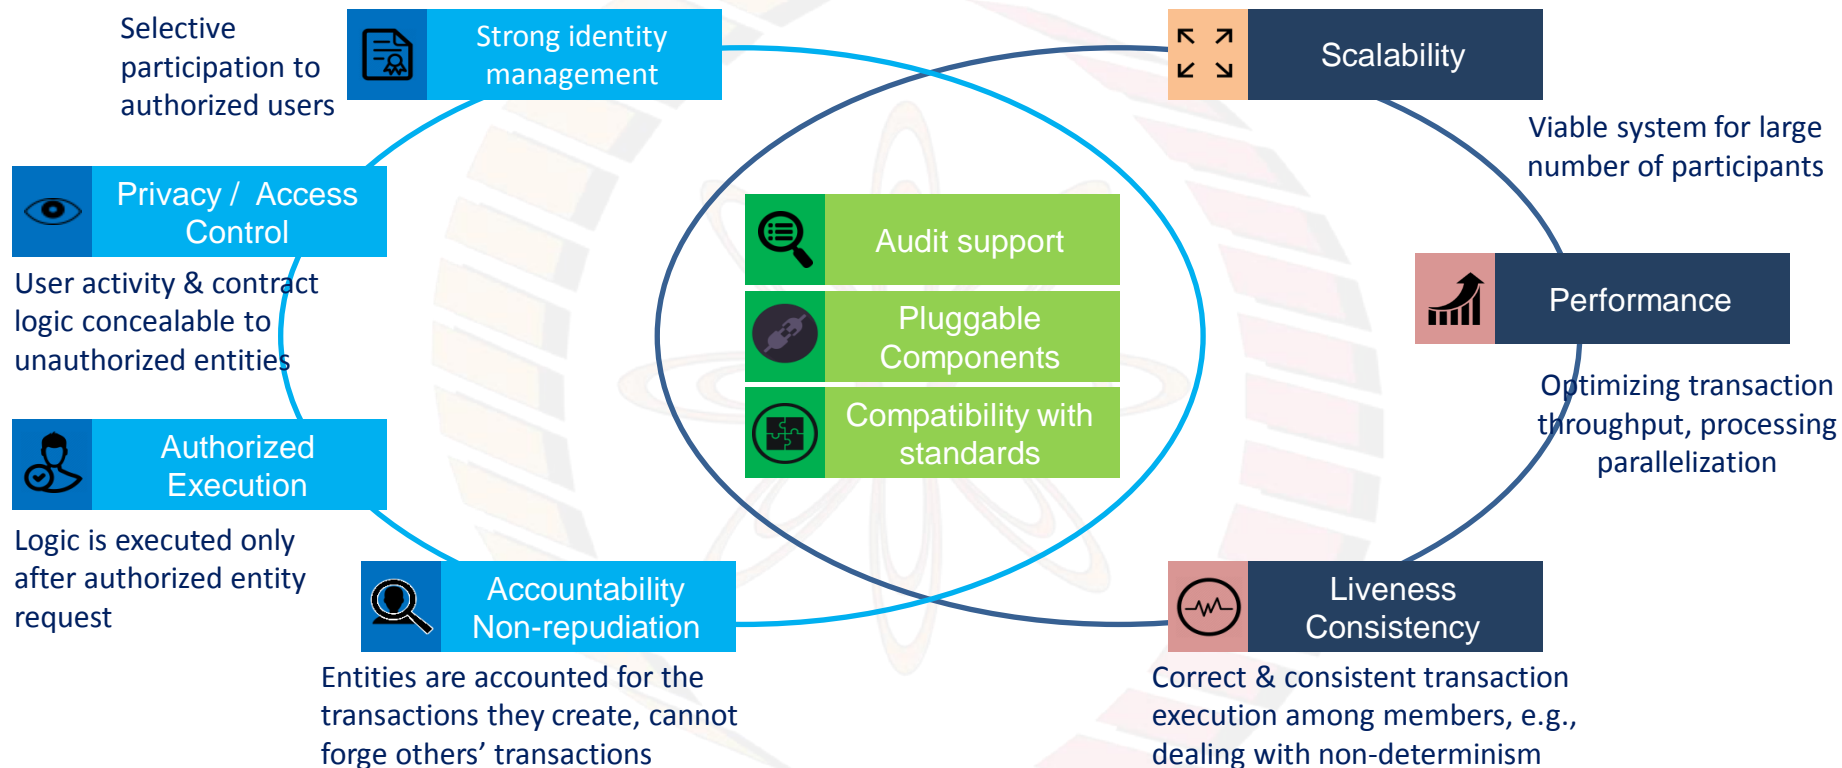 Selective
participation to
authorized users
Strong identity
management
Privacy / Access
Control
User activity & contract
logic concealable to
unauthorized entities
Authorized
Execution
Logic is executed only
after authorized entity
request
Accountability
Non-repudiation
Entities are accounted for the
transactions they create, cannot
forge others’ transactions
Audit support
Pluggable
Components
Compatibility with
standards
Scalability
Viable system for large
number of participants
Performance
Optimizing transaction
throughput, processing
parallelization
Liveness
Consistency
Correct & consistent transaction
execution among members, e.g.,
dealing with non-determinism